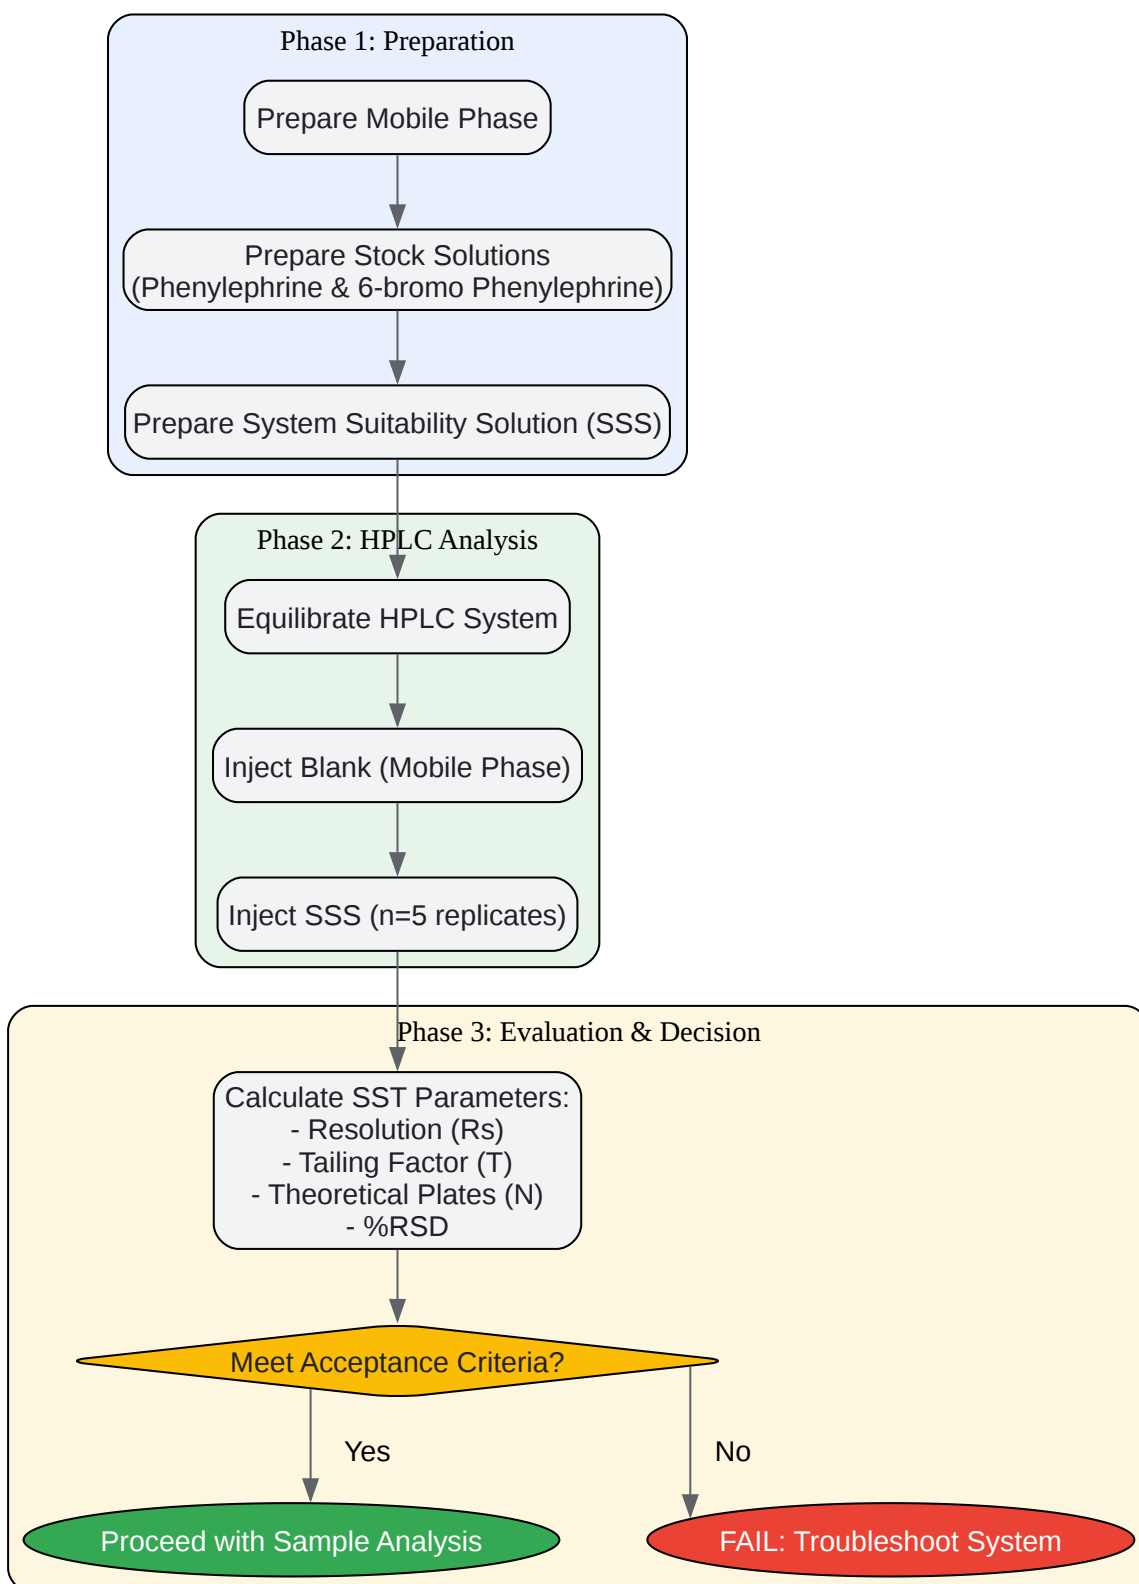 Phase 1: Preparation
Prepare Mobile Phase
Prepare Stock Solutions
(Phenylephrine & 6-bromo Phenylephrine)
Prepare System Suitability Solution (SSS)
Phase 2: HPLC Analysis
Equilibrate HPLC System
Inject Blank (Mobile Phase)
Inject SSS (n=5 replicates)
Phase 3: Evaluation & Decision
Calculate SST Parameters:
- Resolution (Rs)
- Tailing Factor (T)
- Theoretical Plates (N)
- %RSD
Meet Acceptance Criteria?
Yes
No
Proceed with Sample Analysis
FAIL: Troubleshoot System